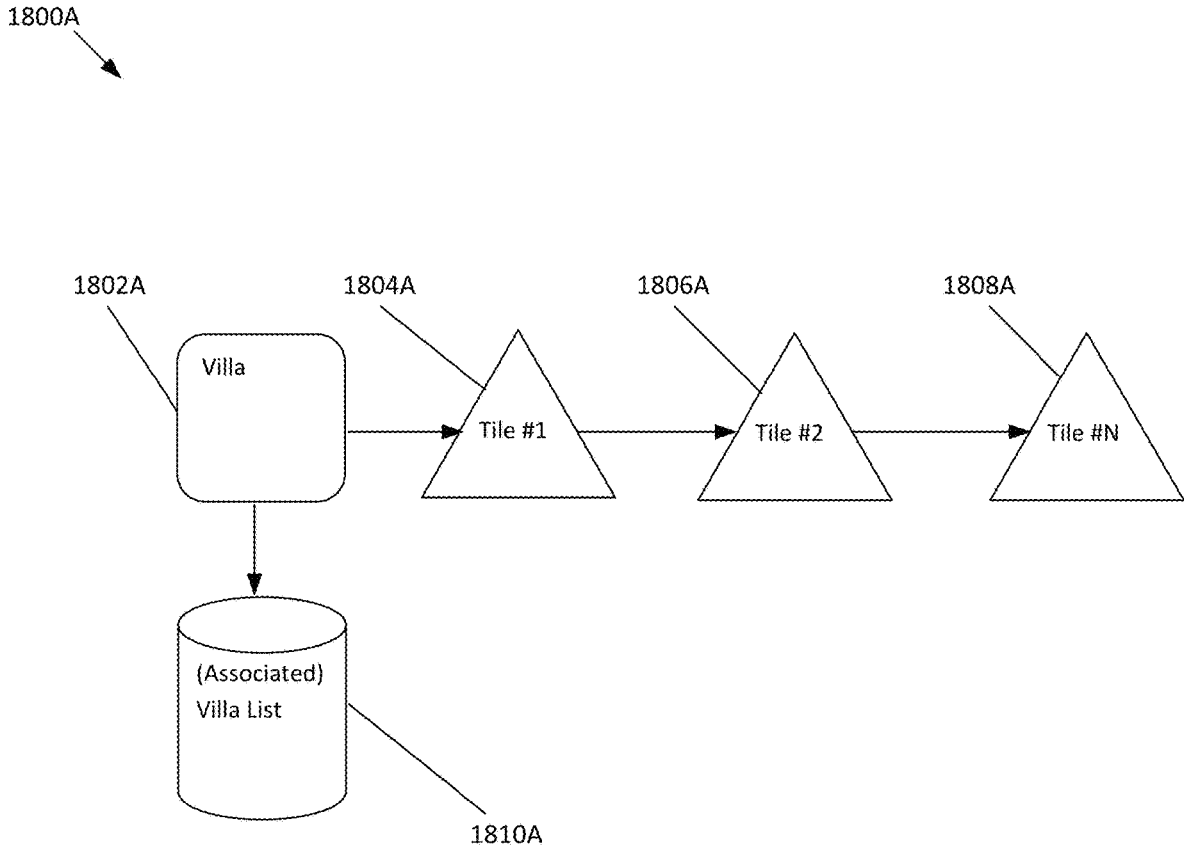 1800A
1802A
1804A
1806A
1808A
Villa
Tile #1
Tile #2
Tile #N
(Associated)
Villa List
1810A